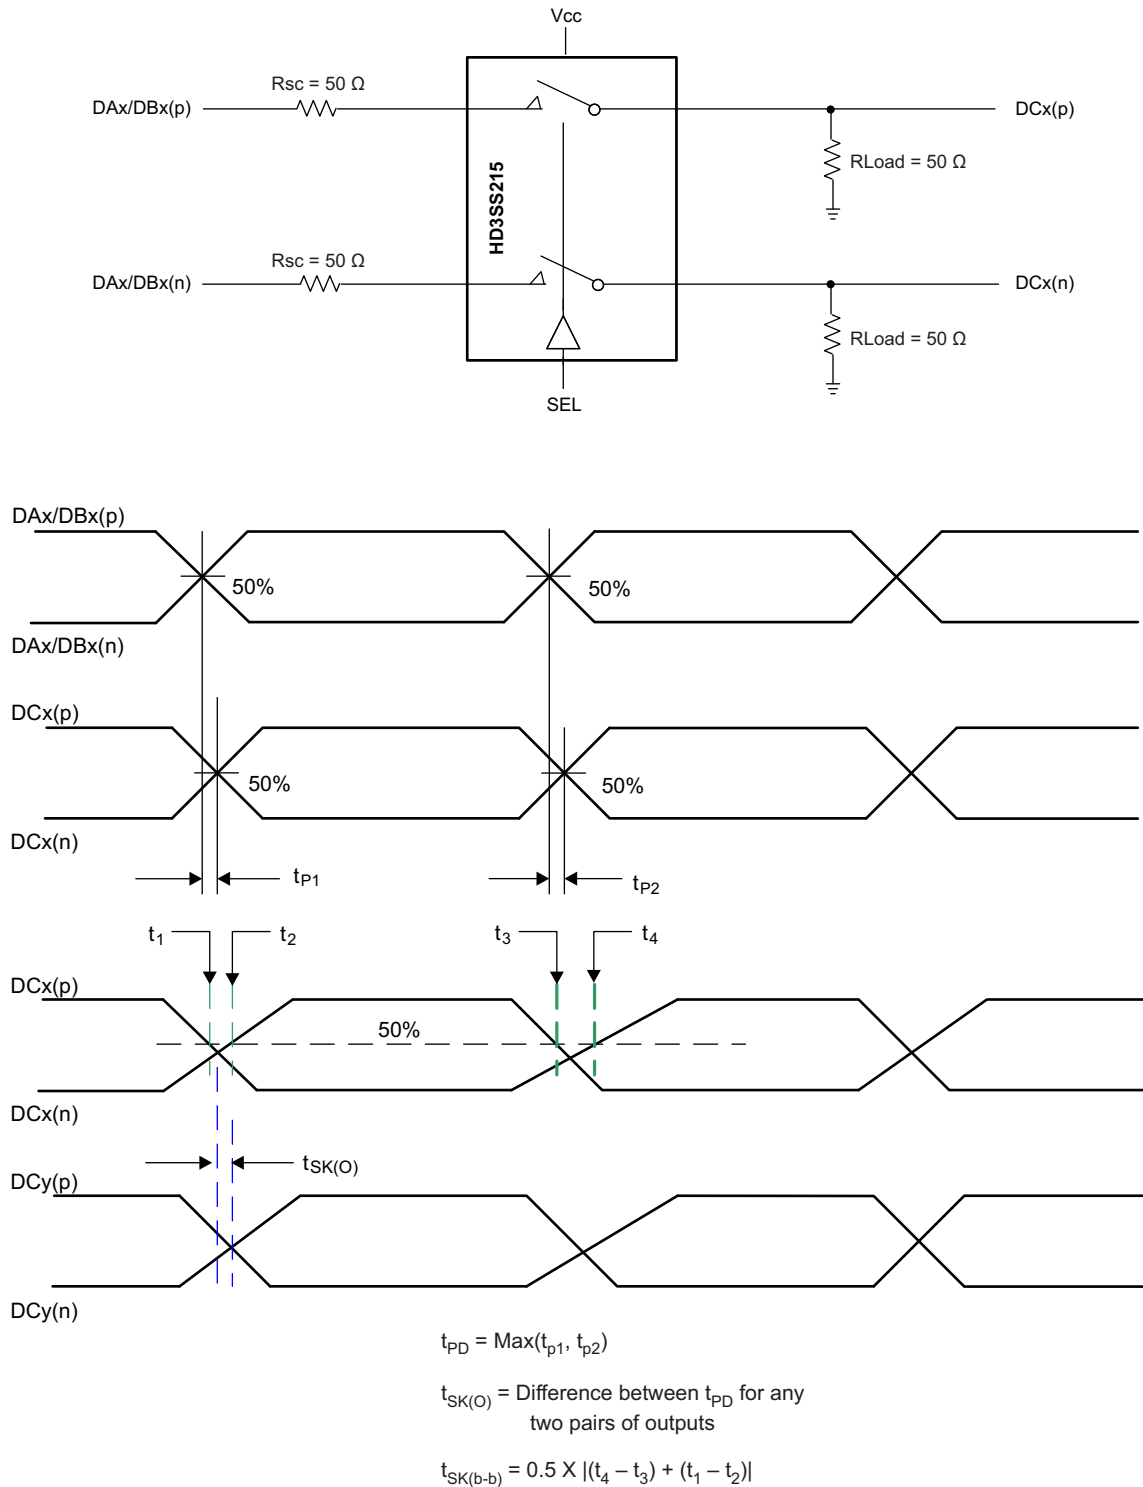 Vcc
Rsc = 50 Ω
DAx/DBx(p)
DCx(p)
RLoad = 50 Ω
HD3SS215
Rsc = 50 Ω
DAx/DBx(n)
DCx(n)
RLoad = 50 Ω
SEL
DAx/DBx(p)
50%
50%
DAx/DBx(n)
DCx(p)
50%
50%
DCx(n)
tP1
tP2
t1
t2
t3
t4
DCx(p)
50%
DCx(n)
tSK(O)
DCy(p)
DCy(n)
tPD = Max(tp1, tp2)
tSK(O) = Difference between tPD for any
two pairs of outputs
tSK(b-b) = 0.5 X |(t4 – t3) + (t1 – t2)|